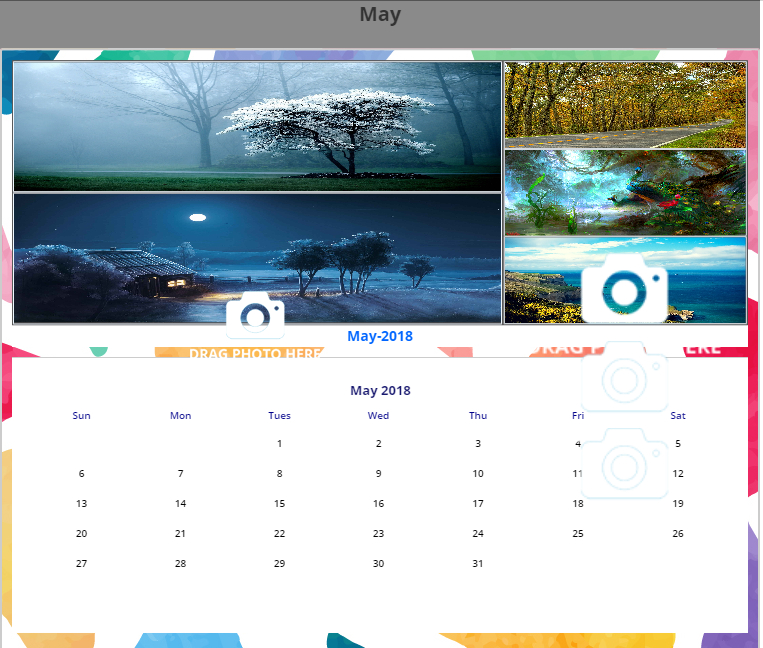 May
May-2018
DRAG PHOTO HERE
DRAG P ERE
May 2018
Sun Mon Tues Wed Thu Fri Sat
1 2 3 4 5
6 7 8 9 10 11 12
13 14 15 16 17 18 19
20 21 22 23 24 25 26
27 28 29 30 31